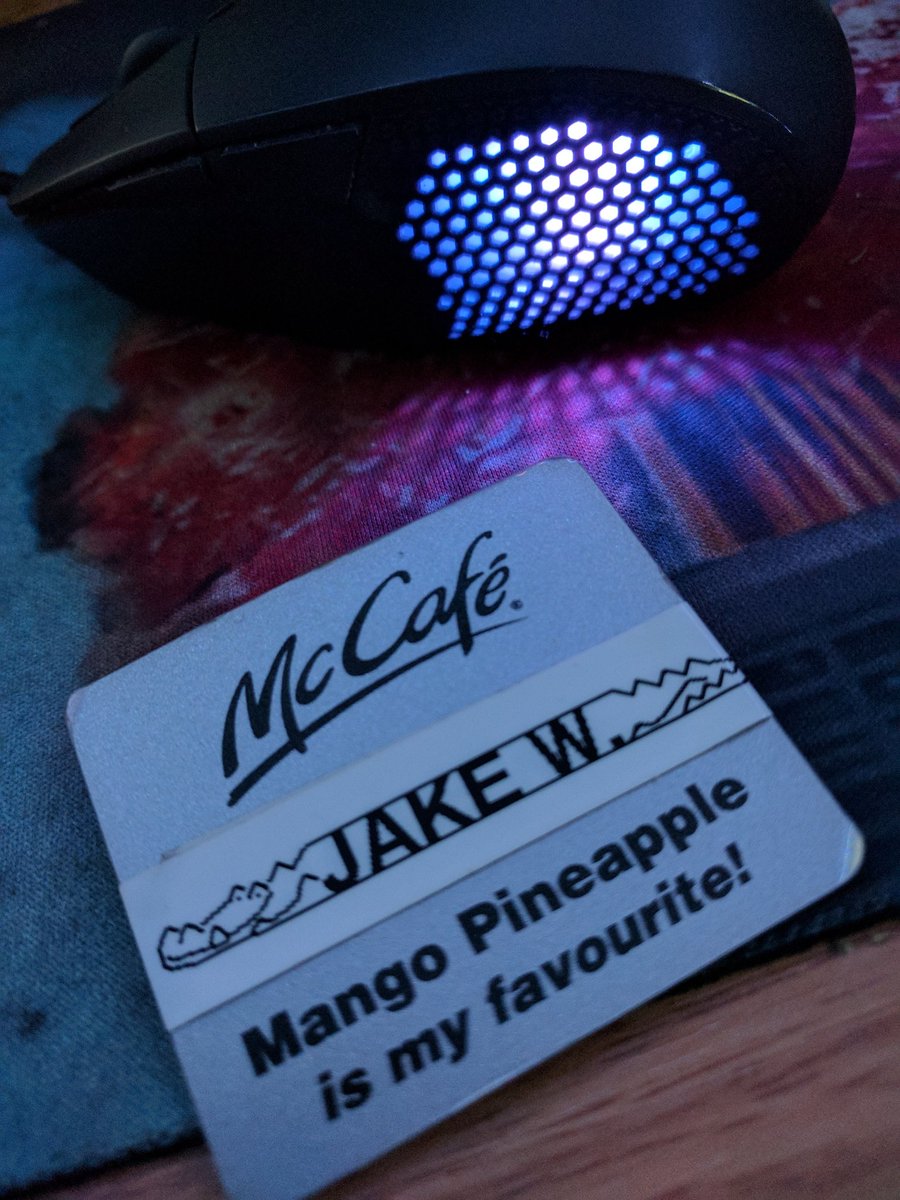 McCafé®
JAKE W.
Mango Pineapple
is my favourite!